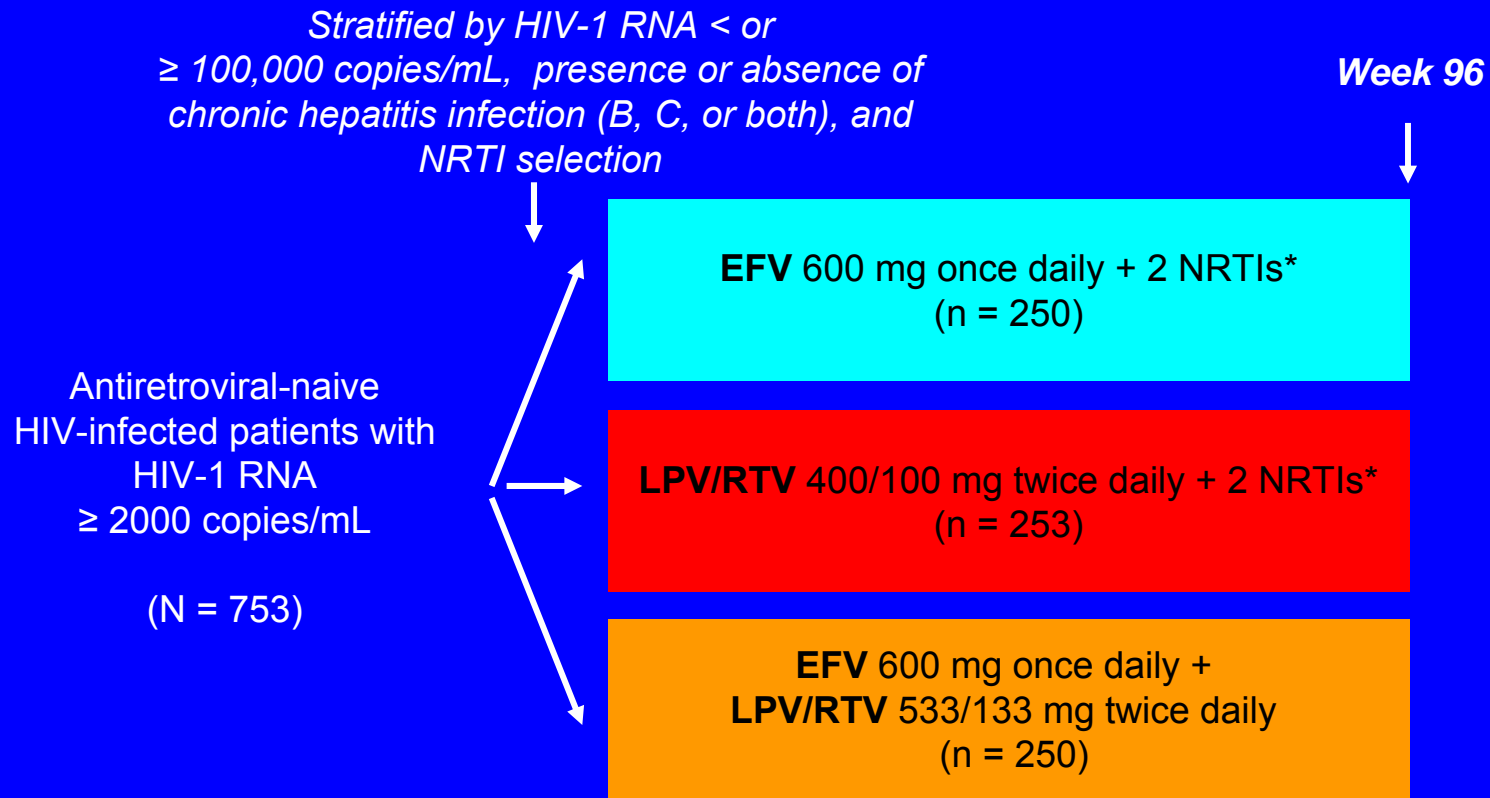 Stratified by HIV-1 RNA < or
≥ 100,000 copies/mL, presence or absence of
chronic hepatitis infection (B, C, or both), and
NRTI selection
Week 96
EFV 600 mg once daily + 2 NRTIs*
(n = 250)
Antiretroviral-naive
HIV-infected patients with
HIV-1 RNA
≥ 2000 copies/mL
(N = 753)
LPV/RTV 400/100 mg twice daily + 2 NRTIs*
(n = 253)
EFV 600 mg once daily +
LPV/RTV 533/133 mg twice daily
(n = 250)